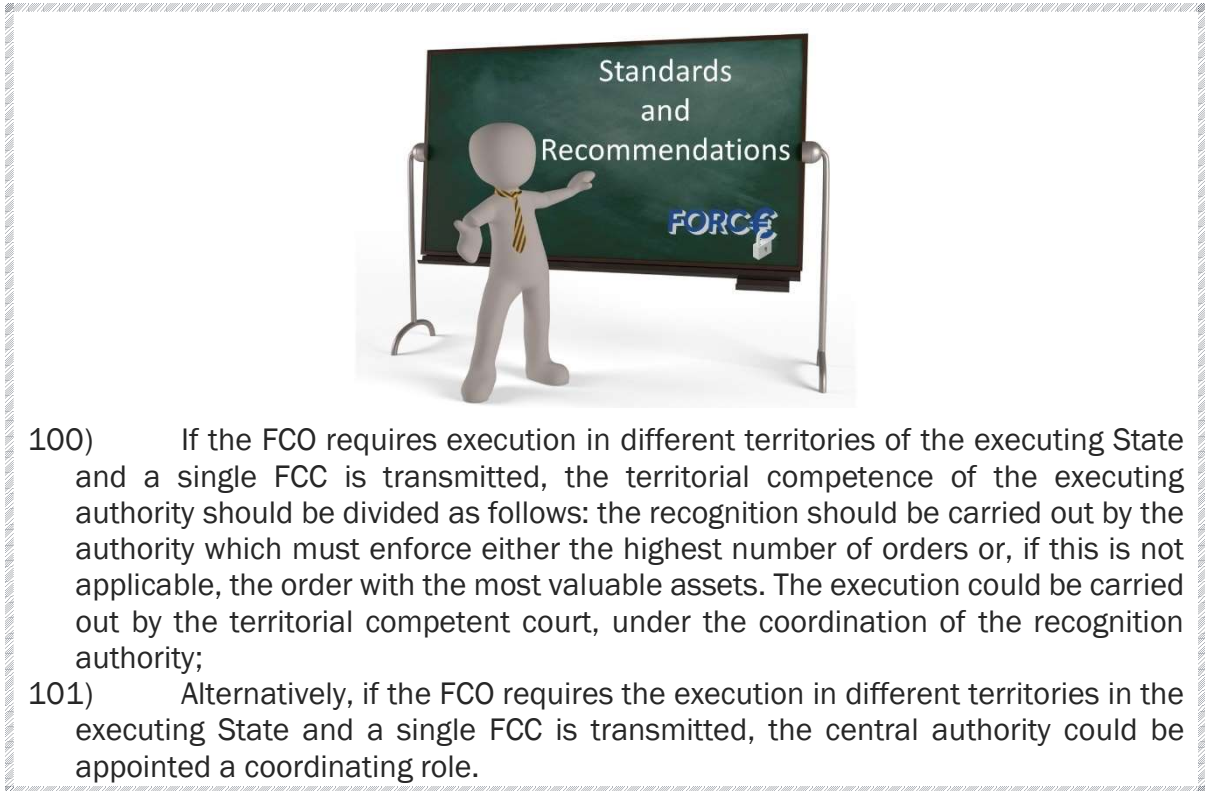 Standards
and
Recommendations
FORC€
100) If the FCO requires execution in different territories of the executing State
and a single FCC is transmitted, the territorial competence of the executing
authority should be divided as follows: the recognition should be carried out by the
authority which must enforce either the highest number of orders or, if this is not
applicable, the order with the most valuable assets. The execution could be carried
out by the territorial competent court, under the coordination of the recognition
authority;
101) Alternatively, if the FCO requires the execution in different territories in the
executing State and a single FCC is transmitted, the central authority could be
appointed a coordinating role.